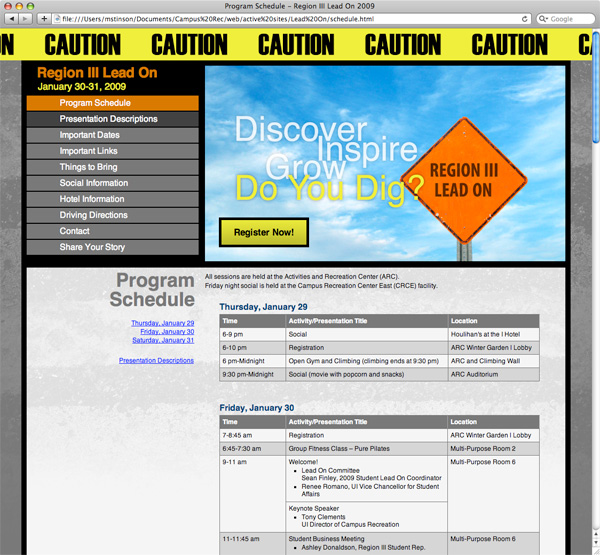 Program Schedule - Region III Lead On 2009
file:///Users/mstinson/Documents/Campus%20Rec/web/active%20sites/Lead%20On/schedule.html
Google
CAUTION CAUTION CAUTION CAUTION CAUTION
Region III Lead On
January 30-31, 2009
Program Schedule
Presentation Descriptions
Important Dates
Important Links
Things to Bring
Social Information
Hotel Information
Driving Directions
Contact
Share Your Story
Discover
Inspire
Grow
Do You Dig?
Register Now!
REGION III
LEAD ON
Program
Schedule
Thursday, January 29
Friday, January 30
Saturday, January 31
Presentation Descriptions
All sessions are held at the Activities and Recreation Center (ARC).
Friday night social is held at the Campus Recreation Center East (CRCE) facility.
Thursday, January 29
Time Activity/Presentation Title Location
6-9 pm Social Houlihan's at the I Hotel
6-10 pm Registration ARC Winter Garden I Lobby
6 pm-Midnight Open Gym and Climbing (climbing ends at 9:30 pm) ARC and Climbing Wall
9:30 pm-Midnight Social (movie with popcorn and snacks) ARC Auditorium
Friday, January 30
Time Activity/Presentation Title Location
7-8:45 am Registration ARC Winter Garden I Lobby
6:45-7:30 am Group Fitness Class – Pure Pilates Multi-Purpose Room 2
9-11 am Welcome! Multi-Purpose Room 6
• Lead On Committee
Sean Finley, 2009 Student Lead On Coordinator
• Renee Romano, UI Vice Chancellor for Student
Affairs
Keynote Speaker
• Tony Clements
UI Director of Campus Recreation
11-11:45 am Student Business Meeting Multi-Purpose Room 6
• Ashley Donaldson, Region III Student Rep.